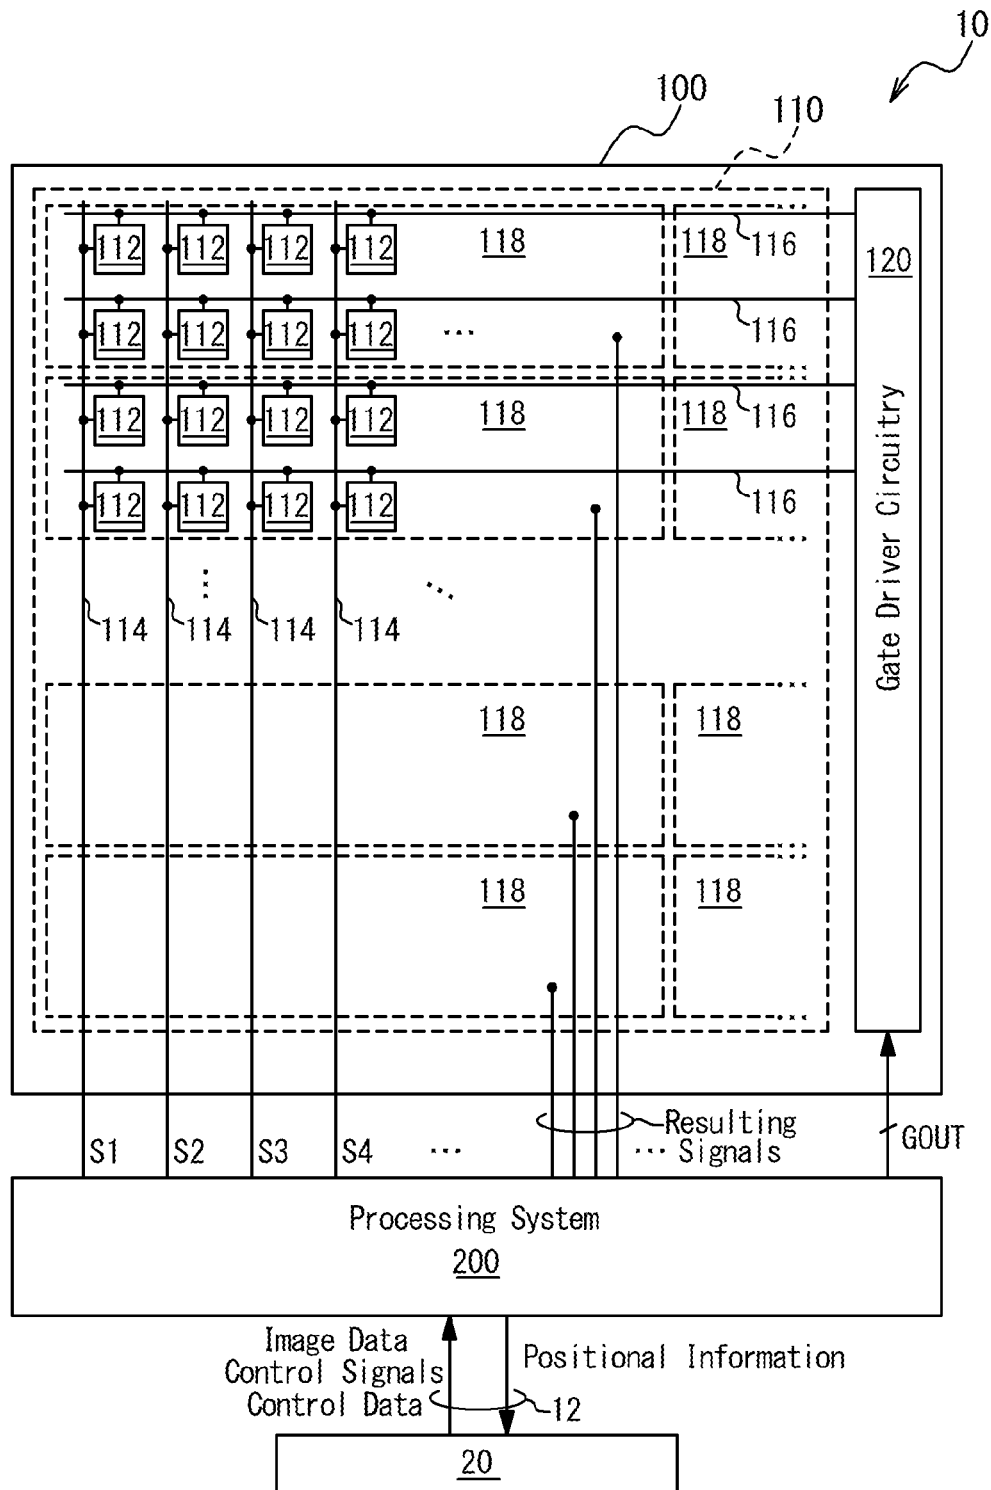 10
100
110
112 112 112 112 118 118 116
120
112 112 112 112 ... 116
112 112 112 112 118 118 116
112 112 112 112 116
Gate Driver Circuitry
114 114 114 114
118 118
118 118
Resulting
Signals
S1 S2 S3 S4 ... ...
GOUT
Processing System
200
Image Data
Control Signals
Control Data
Positional Information
12
20